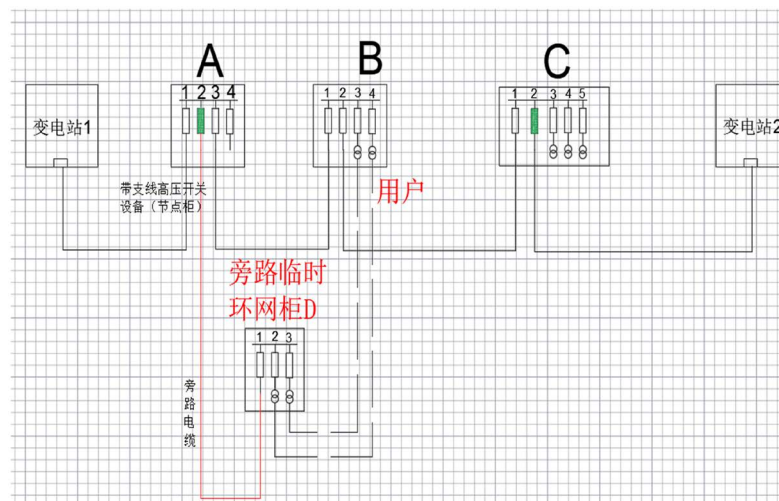 A
B
C
1 2 3 4
1 2 3 4
1 2 3 4 5
变电站1
变电站2
带支线高压开关
设备（节点柜）
用户
旁路临时
环网柜D
1 2 3
旁
路
电
缆